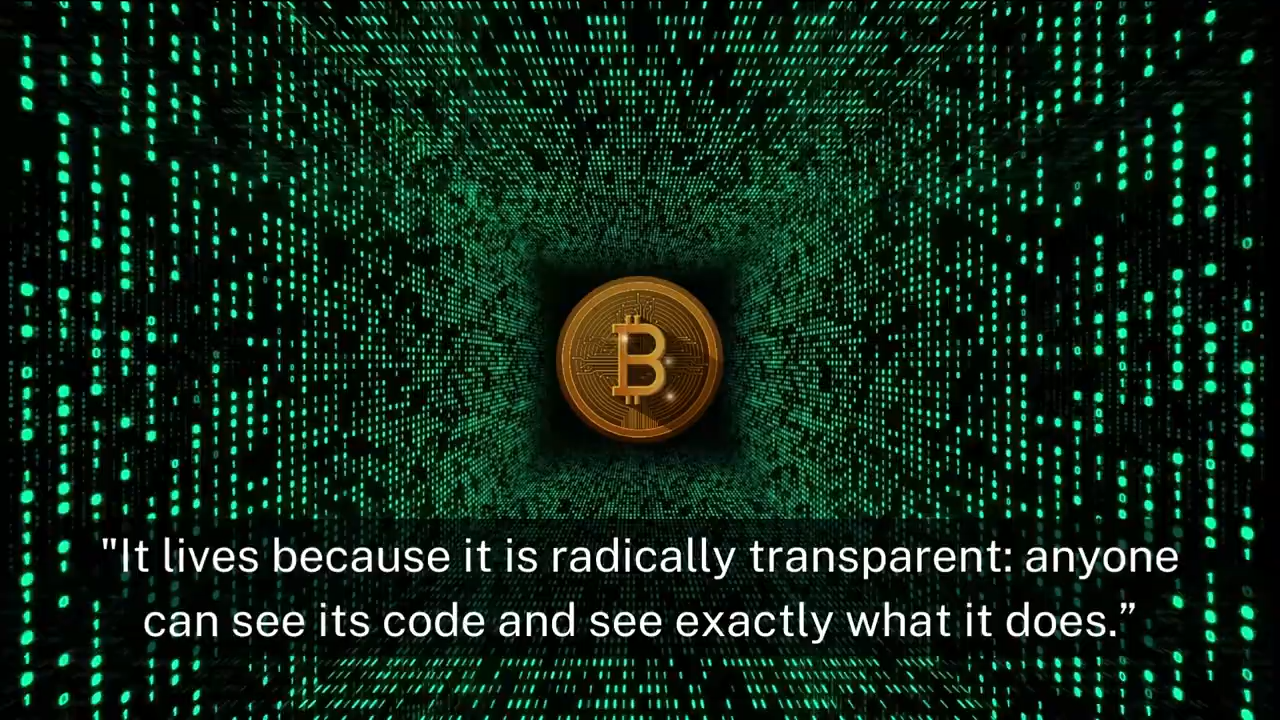 "It lives because it is radically transparent: anyone
can see its code and see exactly what it does.”